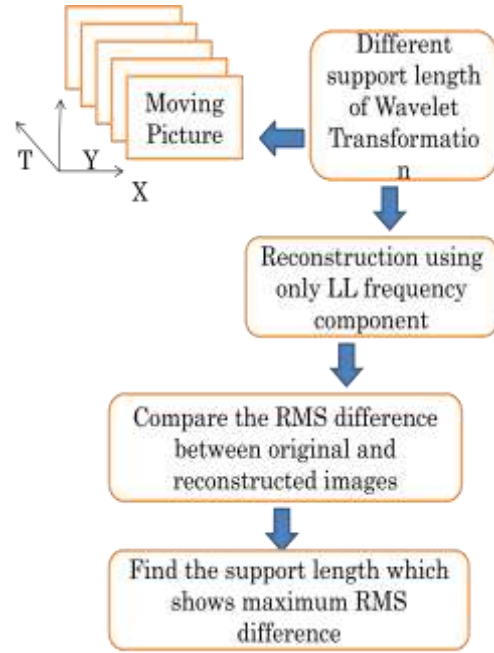 Moving
Picture
T
Y
X
Different
support length
of Wavelet
Transformatio
n
Reconstruction using
only LL frequency
component
Compare the RMS difference
between original and
reconstructed images
Find the support length which
shows maximum RMS
difference